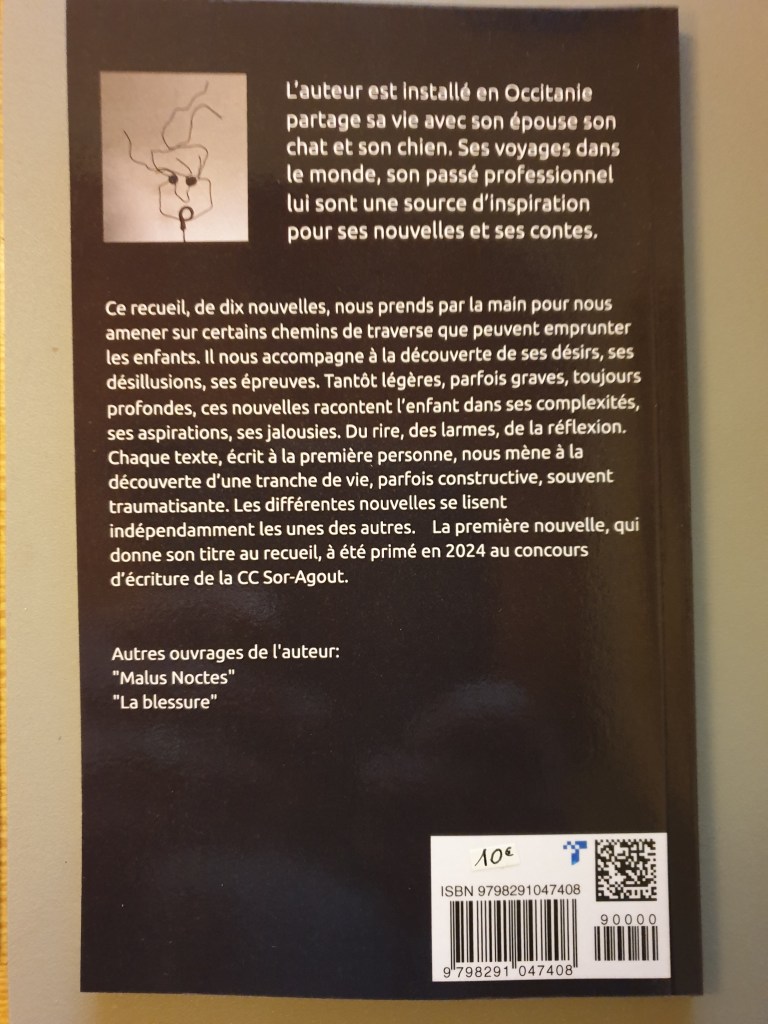 L'auteur est installé en Occitanie
partage sa vie avec son épouse son
chat et son chien. Ses voyages dans
le monde, son passé professionnel
lui sont une source d'inspiration
pour ses nouvelles et ses contes.
Ce recueil, de dix nouvelles, nous prends par la main pour nous
amener sur certains chemins de traverse que peuvent emprunter
les enfants. Il nous accompagne à la découverte de ses désirs, ses
désillusions, ses épreuves. Tantôt légères, parfois graves, toujours
profondes, ces nouvelles racontent l'enfant dans ses complexités,
ses aspirations, ses jalousies. Du rire, des larmes, de la réflexion.
Chaque texte, écrit à la première personne, nous mène à la
découverte d'une tranche de vie, parfois constructive, souvent
traumatisante. Les différentes nouvelles se lisent
indépendamment les unes des autres. La première nouvelle, qui
donne son titre au recueil, à été primé en 2024 au concours
d'écriture de la CC Sor-Agout.
Autres ouvrages de l'auteur:
"Malus Noctes"
"La blessure"
10€
ISBN 9798291047408
90000
9 798291 047408